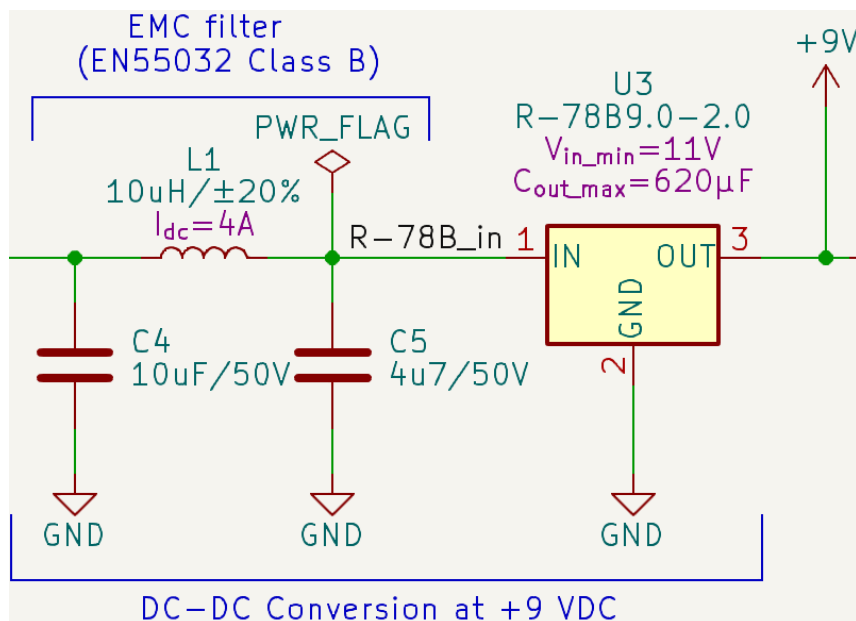 EMC filter
(EN55032 Class B)
+9V
U3
PWR_FLAG
R-78B9.0-2.0
L1
V_in_min=11V
10uH/±20%
C_out_max=620µF
I_dc=4A
R-78B_in
1
3
IN
OUT
GND
2
C4
10uF/50V
C5
4u7/50V
GND
GND
GND
DC-DC Conversion at +9 VDC